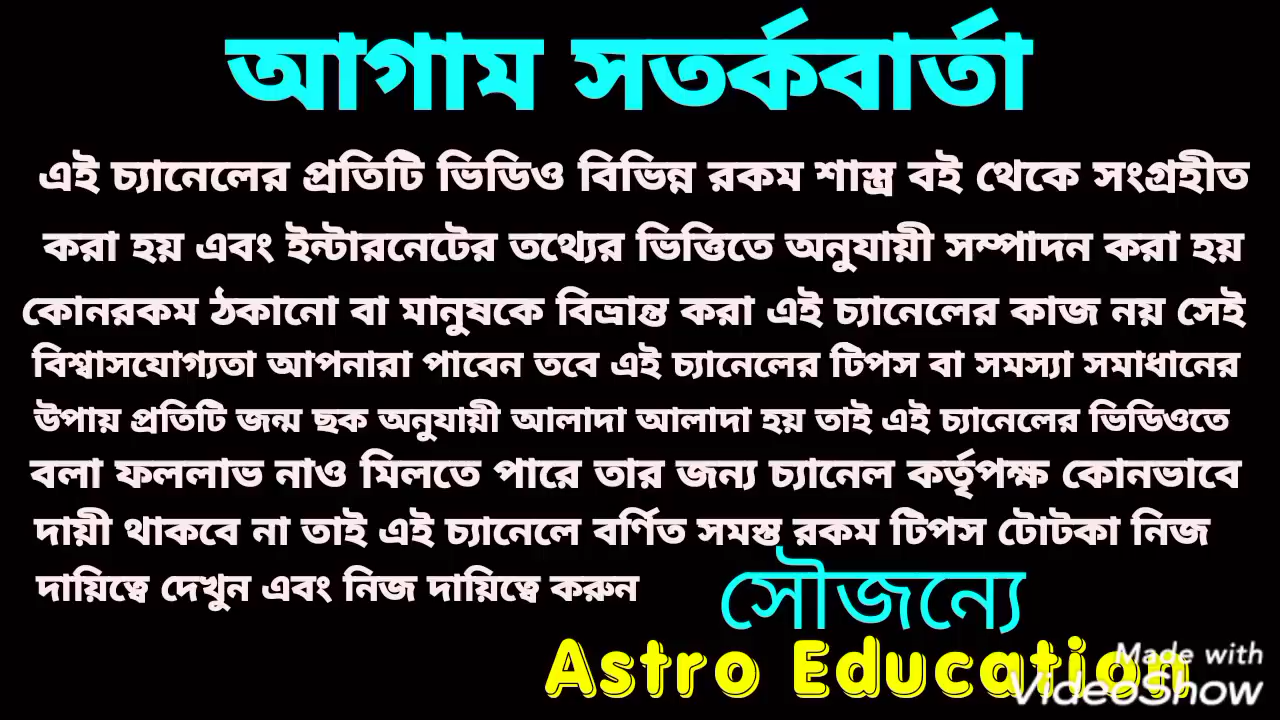 আগাম সতর্কবার্তা
এই চ্যানেলের প্রতিটি ভিডিও বিভিন্ন রকম শাস্ত্র বই থেকে সংগ্রহীত
করা হয় এবং ইন্টারনেটের তথ্যের ভিত্তিতে অনুযায়ী সম্পাদন করা হয়
কোনরকম ঠকানো বা মানুষকে বিভ্রান্ত করা এই চ্যানেলের কাজ নয় সেই
বিশ্বাসযোগ্যতা আপনারা পাবেন তবে এই চ্যানেলের টিপস বা সমস্যা সমাধানের
উপায় প্রতিটি জন্ম ছক অনুযায়ী আলাদা আলাদা হয় তাই এই চ্যানেলের ভিডিওতে
বলা ফললাভ নাও মিলতে পারে তার জন্য চ্যানেল কর্তৃপক্ষ কোনভাবে
দায়ী থাকবে না তাই এই চ্যানেলে বর্ণিত সমস্ত রকম টিপস টোটকা নিজ
দায়িত্বে দেখুন এবং নিজ দায়িত্বে করুন
সৌজন্যে
Astro Education
Made with
VideoShow